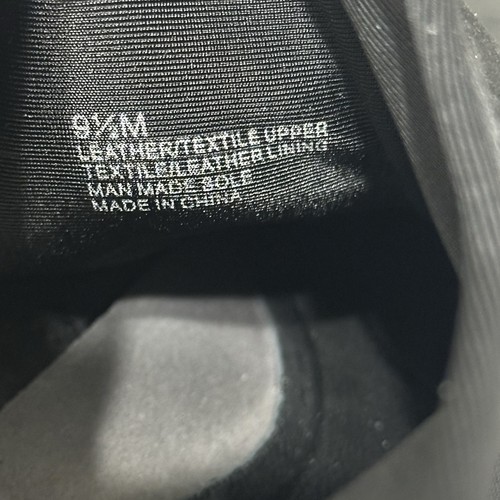 9½M
LEATHER/TEXTILE UPPER
TEXTILE/LEATHER LINING
MAN MADE SOLE
MADE IN CHINA